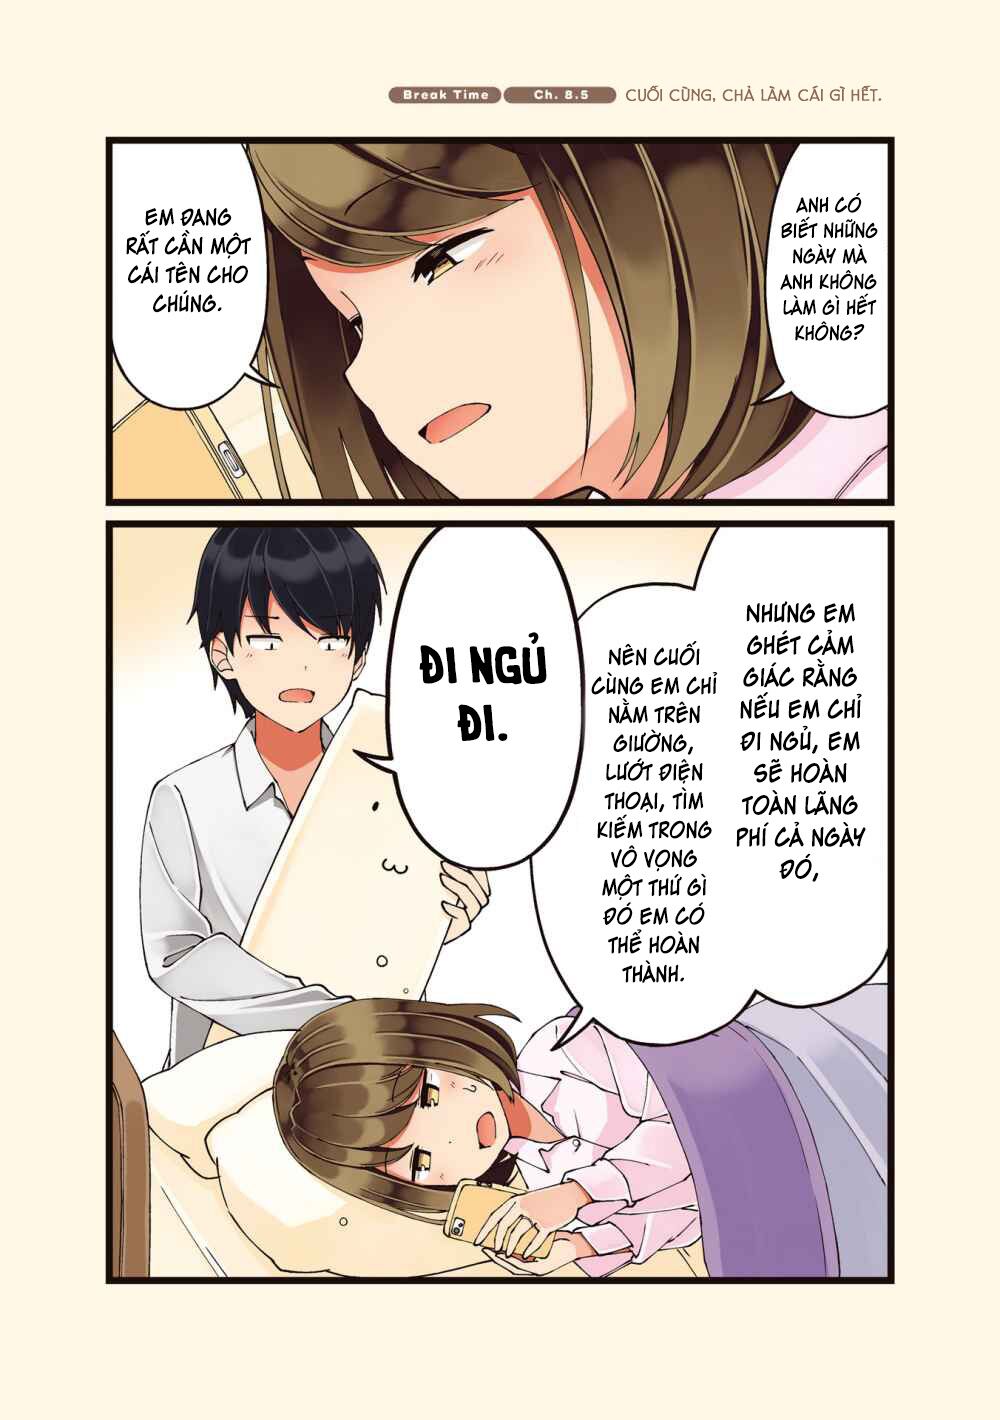 Break Time Ch. 8.5 CUỐI CÙNG, CHẢ LÀM CÁI GÌ HẾT.
ANH CÓ
BIẾT NHỮNG
NGÀY MÀ
ANH KHÔNG
LÀM GÌ HẾT
KHÔNG?
EM ĐANG
RẤT CẦN MỘT
CÁI TÊN CHO
CHÚNG.
NHƯNG EM
GHÉT CẢM
GIÁC RẰNG
NẾU EM CHỈ
ĐI NGỦ, EM
SẼ HOÀN
TOÀN LÃNG
PHÍ CẢ NGÀY
ĐÓ,
NÊN CUỐI
CÙNG EM CHỈ
NẰM TRÊN
GIƯỜNG,
LƯỚT ĐIỆN
THOẠI, TÌM
KIẾM TRONG
VÔ VỌNG
MỘT THỨ GÌ
ĐÓ EM CÓ
THỂ HOÀN
THÀNH.
ĐI NGỦ
ĐI.